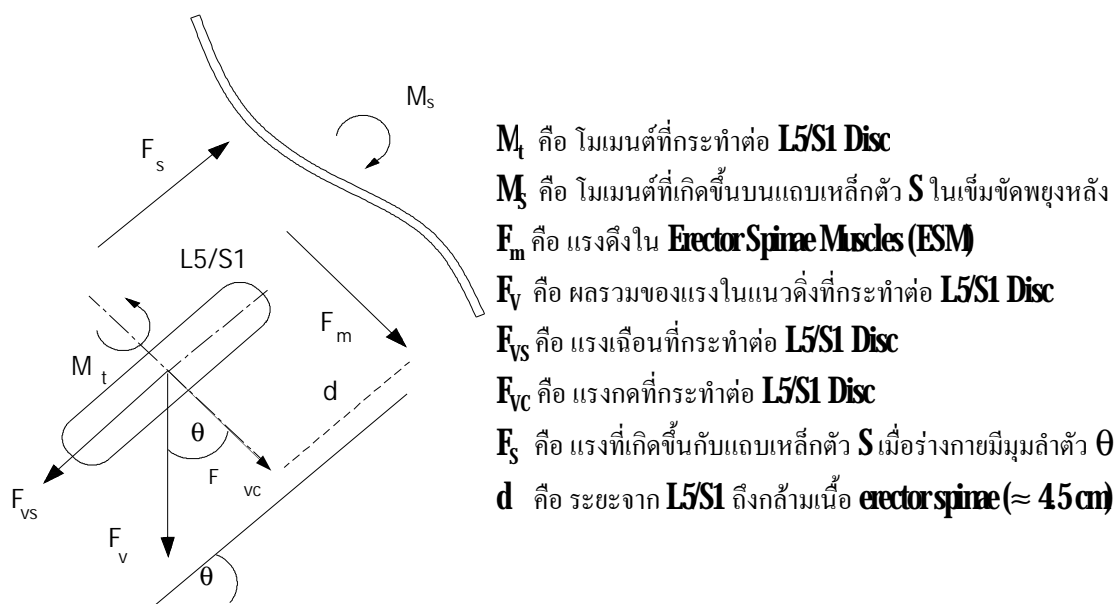 M_s
F_s
L5/S1
F_m
M_t
d
θ
F_vc
F_vs
F_v
θ
M_t คือ โมเมนต์ที่กระทำต่อ L5/S1 Disc
M_S คือ โมเมนต์ที่เกิดขึ้นบนแถบเหล็กตัว S ในเข็มขัดพยุงหลัง
F_m คือ แรงดึงใน Erector Spinae Muscles (ESM)
F_V คือ ผลรวมของแรงในแนวดิ่งที่กระทำต่อ L5/S1 Disc
F_VS คือ แรงเฉือนที่กระทำต่อ L5/S1 Disc
F_VC คือ แรงกดที่กระทำต่อ L5/S1 Disc
F_S คือ แรงที่เกิดขึ้นกับแถบเหล็กตัว S เมื่อร่างกายมีมุมลำตัว θ
d คือ ระยะจาก L5/S1 ถึงกล้ามเนื้อ erector spinae (≈ 4.5 cm)